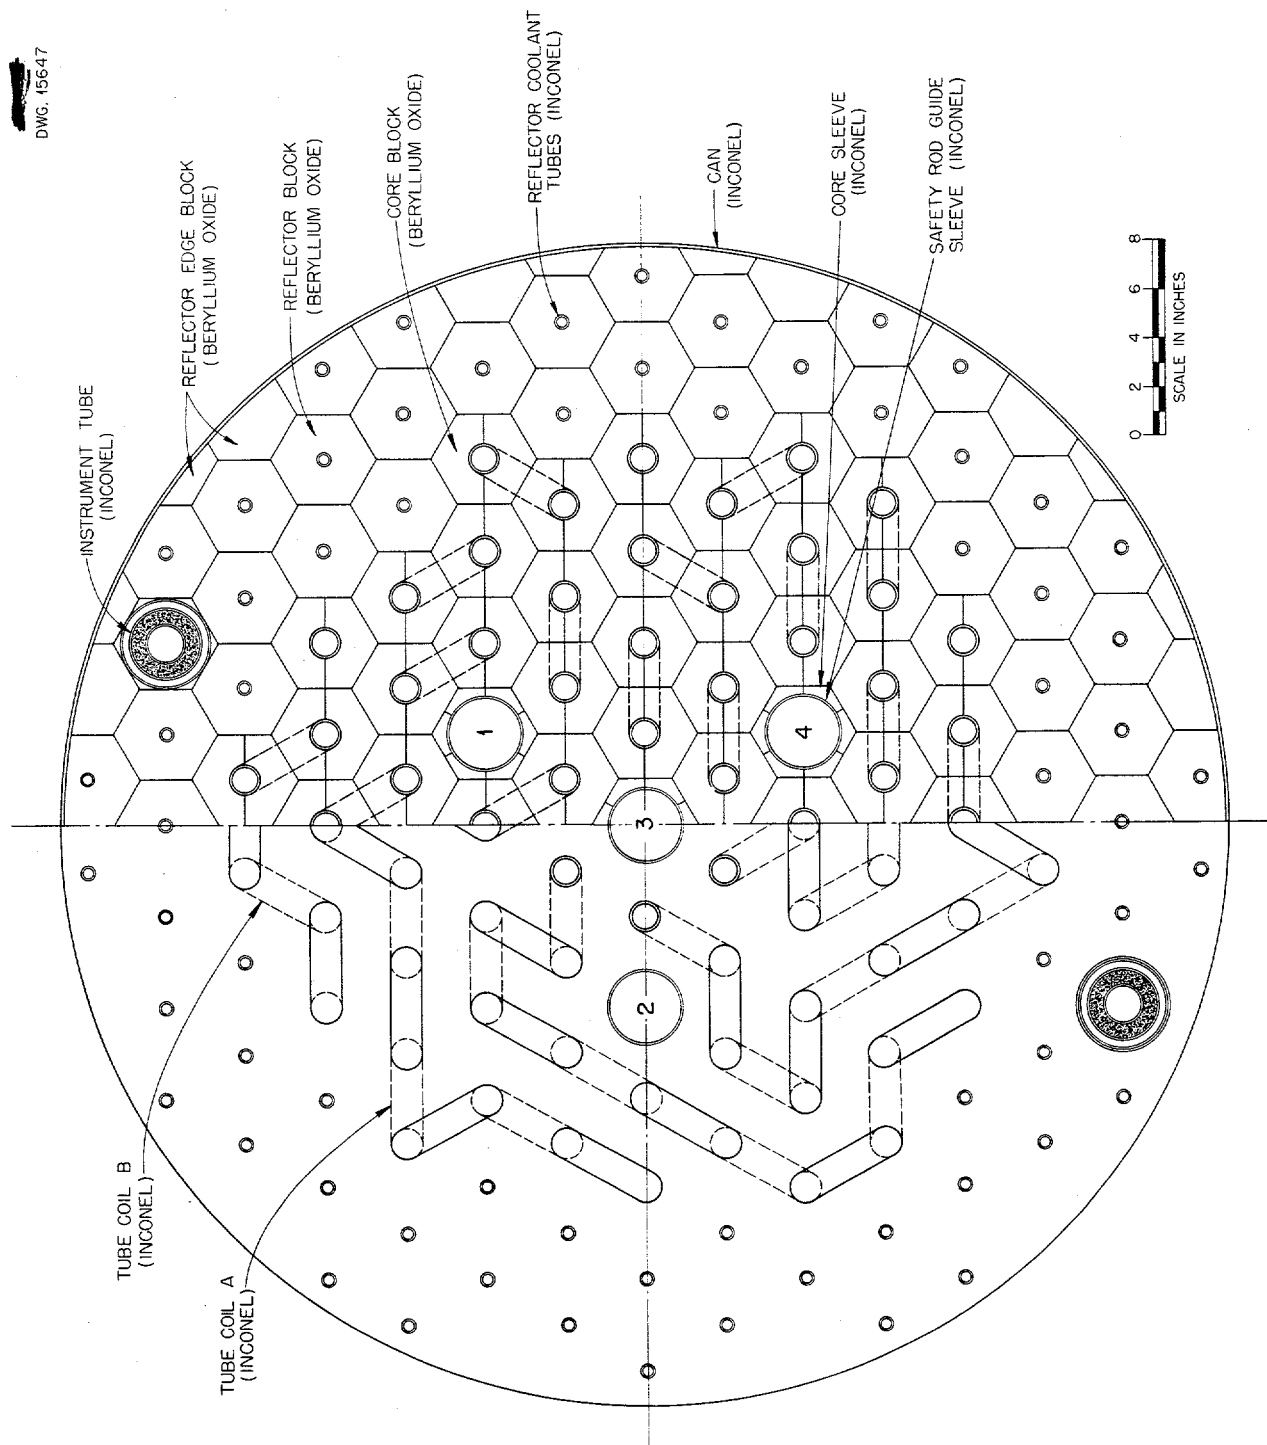 DWG. 15647
INSTRUMENT TUBE
(INCONEL)
REFLECTOR EDGE BLOCK
(BERYLLIUM OXIDE)
REFLECTOR BLOCK
(BERYLLIUM OXIDE)
CORE BLOCK
(BERYLLIUM OXIDE)
REFLECTOR COOLANT
TUBES (INCONEL)
CAN
(INCONEL)
CORE SLEEVE
(INCONEL)
SAFETY ROD GUIDE
SLEEVE (INCONEL)
TUBE COIL B
(INCONEL)
TUBE COIL A
(INCONEL)
1
2
3
4
0 2 4 6 8
SCALE IN INCHES